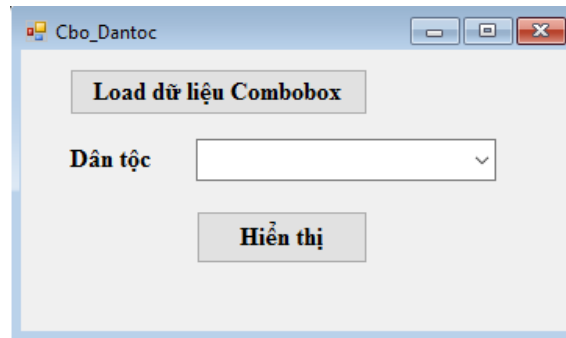 Cbo_Dantoc
Load dữ liệu Combobox
Dân tộc
Hiển thị